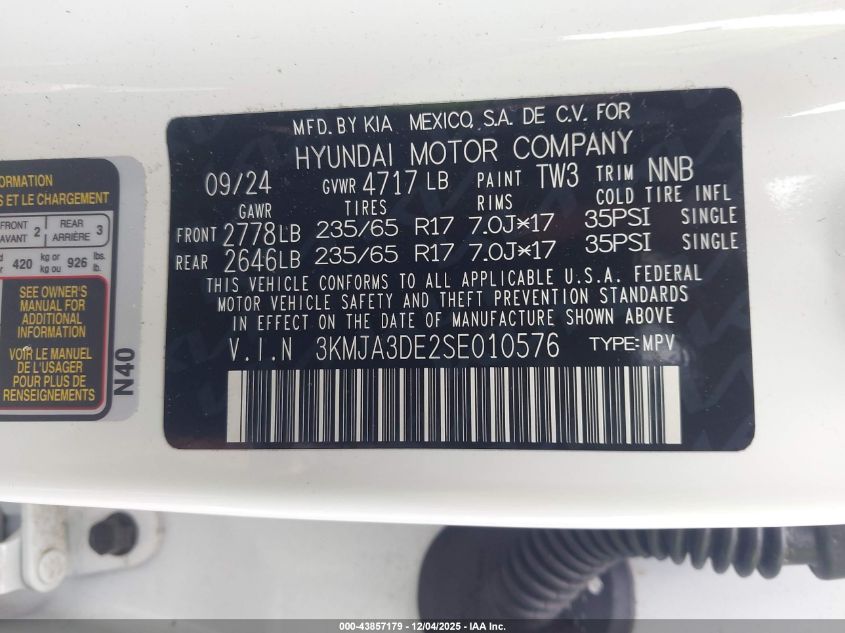 MFD. BY KIA MEXICO, S.A. DE C.V. FOR
HYUNDAI MOTOR COMPANY
09/24 GVWR 4717 LB PAINT TW3 TRIM NNB
GAWR TIRES RIMS COLD TIRE INFL
FRONT 2778LB 235/65 R17 7.0J×17 35PSI SINGLE
REAR 2646LB 235/65 R17 7.0J×17 35PSI SINGLE
THIS VEHICLE CONFORMS TO ALL APPLICABLE U.S.A. FEDERAL
MOTOR VEHICLE SAFETY AND THEFT PREVENTION STANDARDS
IN EFFECT ON THE DATE OF MANUFACTURE SHOWN ABOVE
V.I.N 3KMJA3DE2SE010576 TYPE:MPV
ET LE CHARGEMENT
FRONT AVANT 2 REAR ARRIÈRE 3
420 kg or kg ou 926 lbs. lb.
SEE OWNER'S
MANUAL FOR
ADDITIONAL
INFORMATION
VOIR LE MANUEL
DE L'USAGER
POUR PLUS DE
RENSEIGNEMENTS
N40
000-43857179 - 12/04/2025 - IAA Inc.